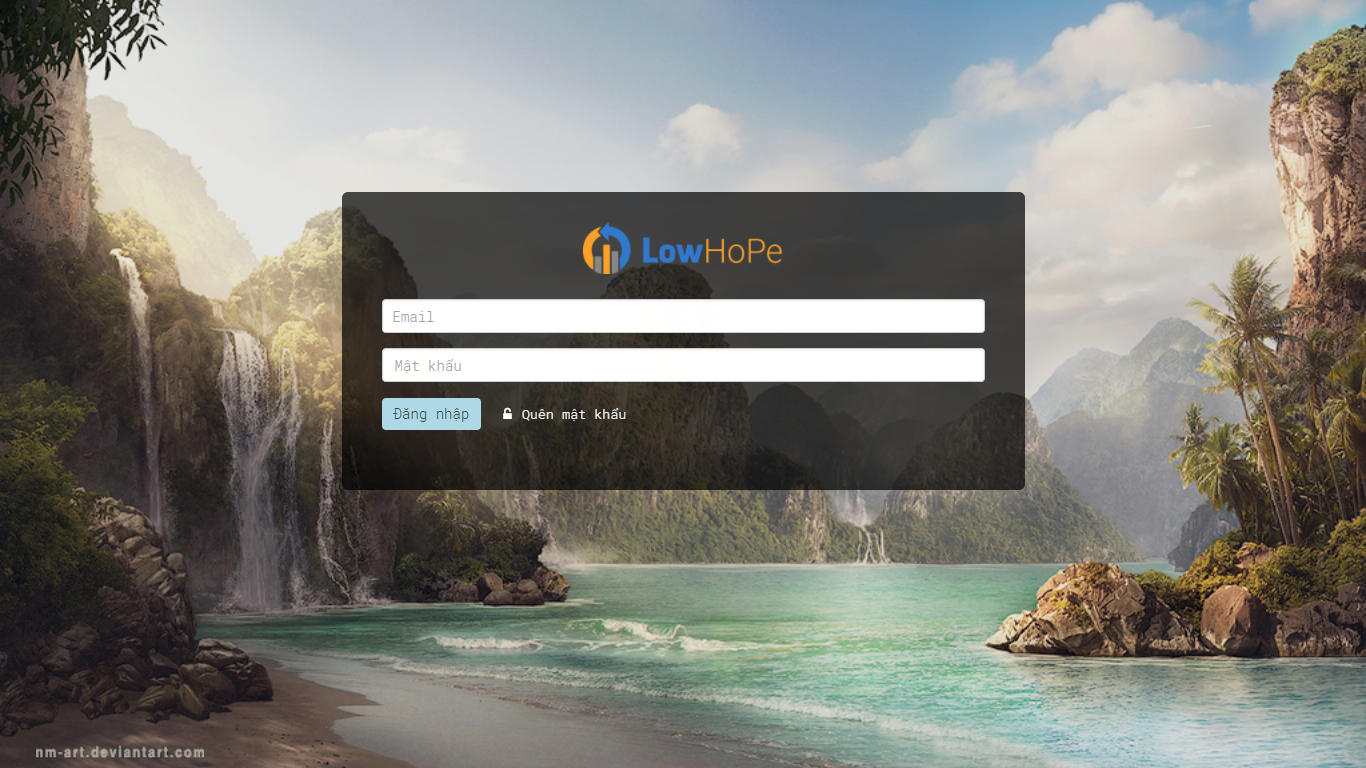 LowHoPe
Email
Mật khẩu
Đăng nhập Quên mật khẩu
nm-art.deviantart.com